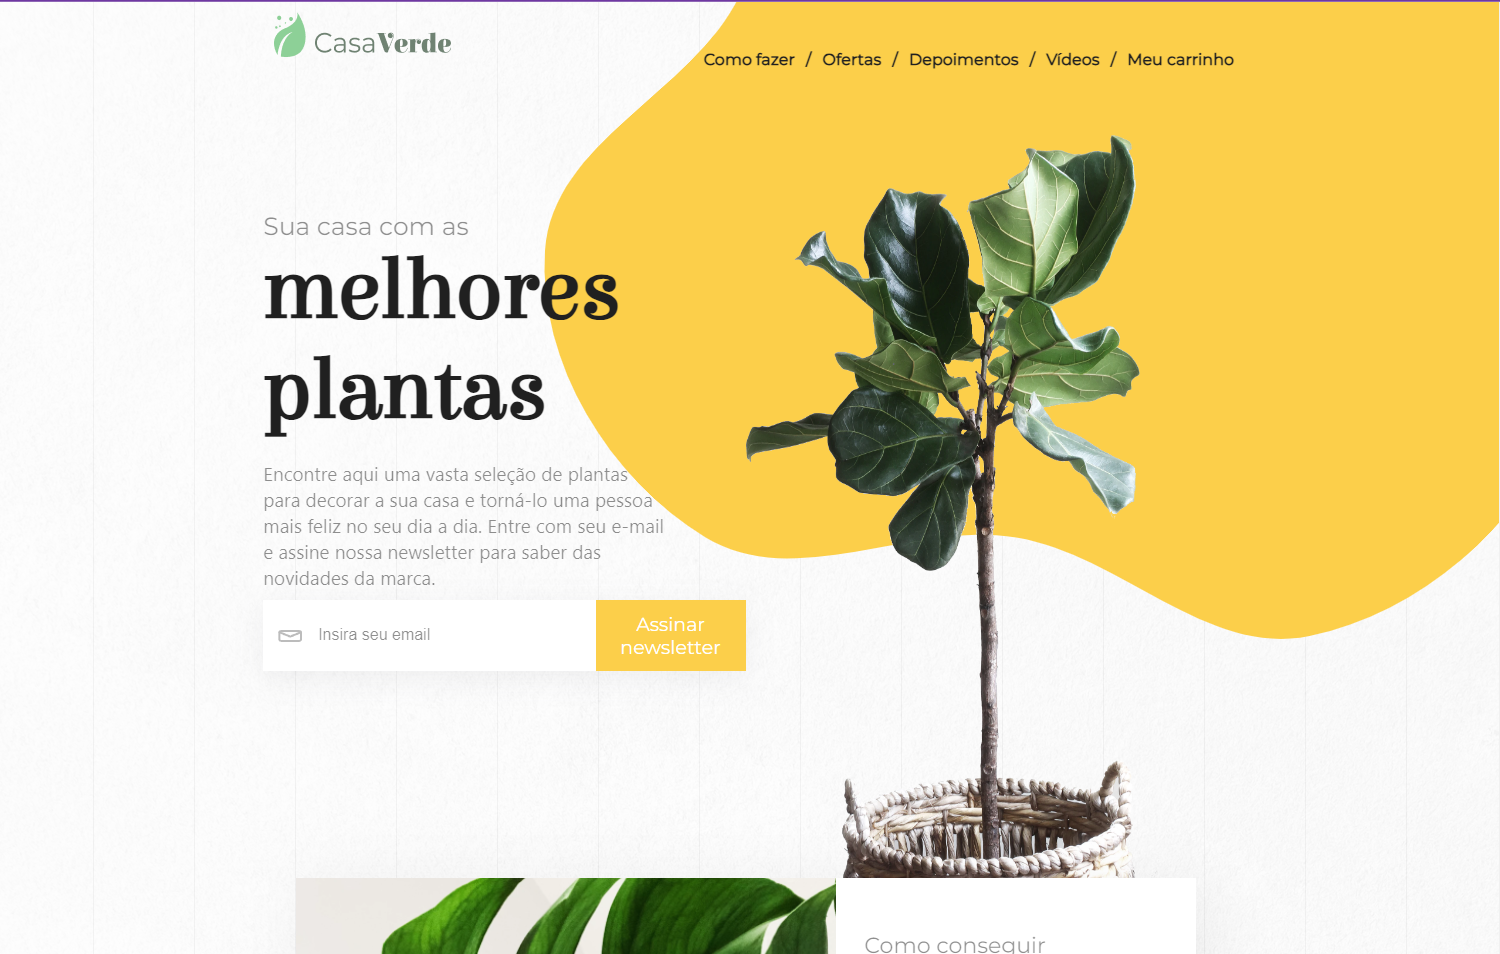 CasaVerde
Como fazer / Ofertas / Depoimentos / Vídeos / Meu carrinho
Sua casa com as
melhores
plantas
Encontre aqui uma vasta seleção de plantas
para decorar a sua casa e torná-lo uma pessoa
mais feliz no seu dia a dia. Entre com seu e-mail
e assine nossa newsletter para saber das
novidades da marca.
Insira seu email
Assinar
newsletter
Como conseguir